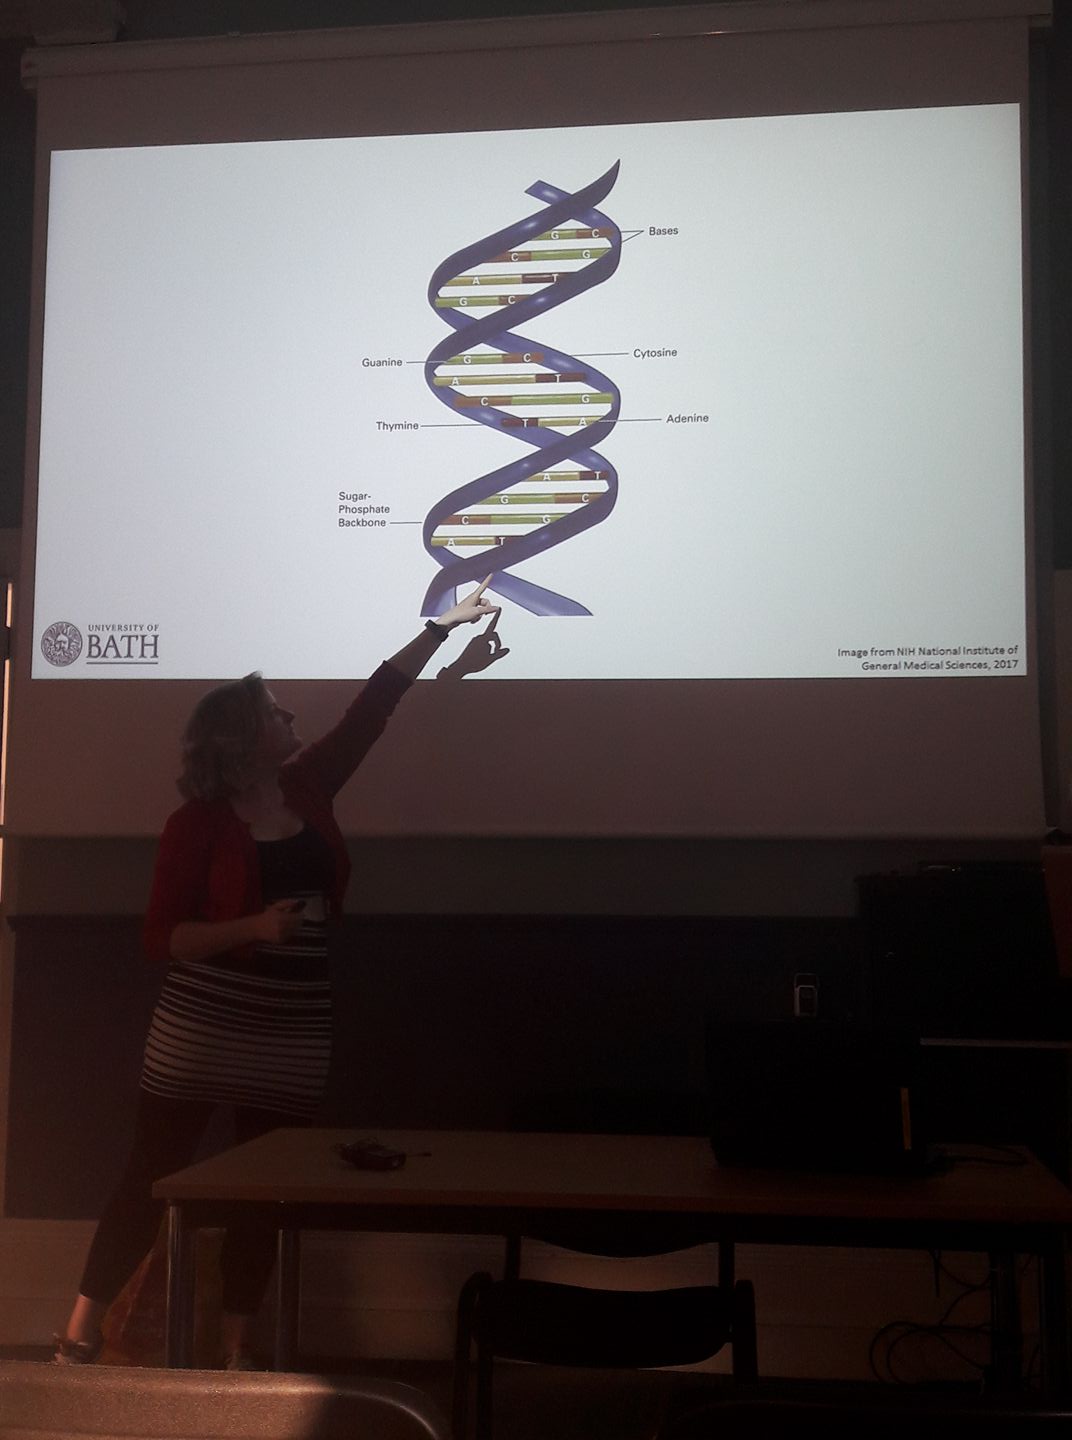 G C
Bases
C G
A T
G C
Guanine
G C
Cytosine
A T
C G
Thymine
T A
Adenine
A T
Sugar-
Phosphate
Backbone
G C
C G
A T
UNIVERSITY OF
BATH
Image from NIH National Institute of
General Medical Sciences, 2017